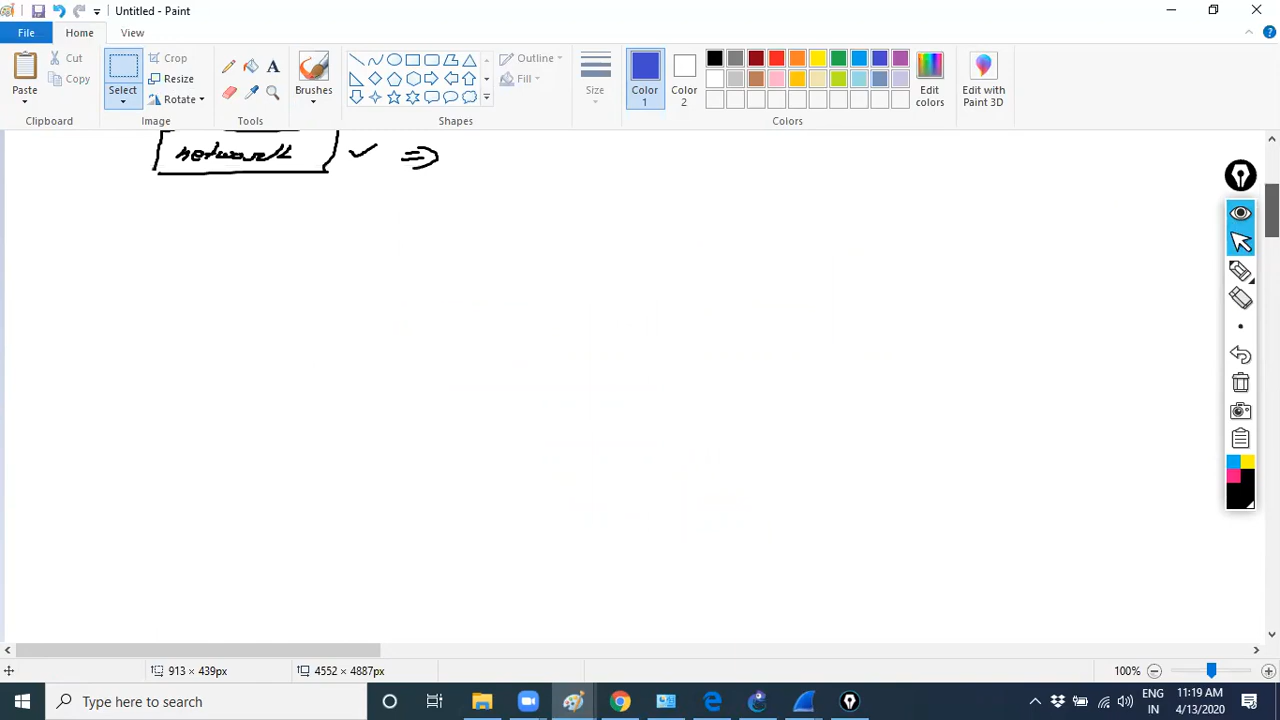 Untitled - Paint
File
Home
View
Paste
Cut
Copy
Clipboard
Select
Crop
Resize
Rotate
Image
Tools
Brushes
Shapes
Outline
Fill
Size
Color 1
Color 2
Edit colors
Colors
Edit with Paint 3D
network ✓ ⇒
913 × 439px
4552 × 4887px
100%
Type here to search
ENG
IN
11:19 AM
4/13/2020